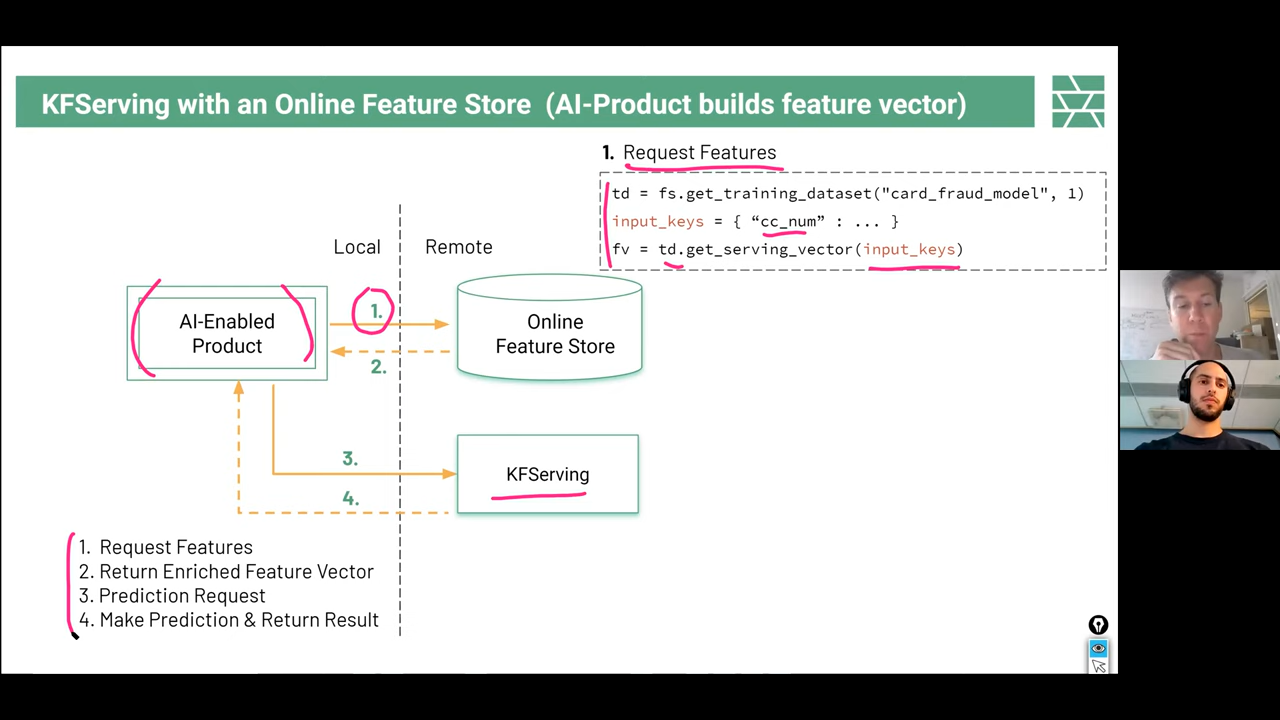 KFServing with an Online Feature Store (AI-Product builds feature vector)
1. Request Features
td = fs.get_training_dataset("card_fraud_model", 1)
input_keys = { “cc_num” : ... }
fv = td.get_serving_vector(input_keys)
Local
Remote
AI-Enabled
Product
1.
2.
Online
Feature Store
3.
4.
KFServing
1. Request Features
2. Return Enriched Feature Vector
3. Prediction Request
4. Make Prediction & Return Result